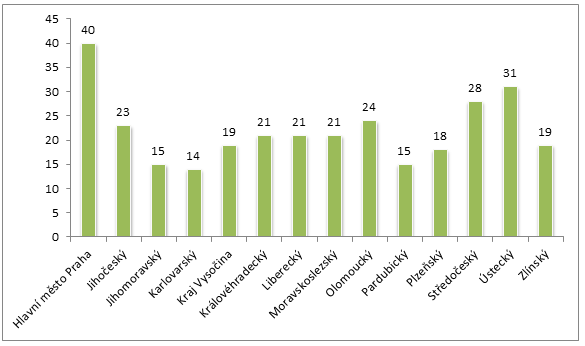 45
40
35
30
25
20
15
10
5
0
40
23
15
14
19
21
21
21
24
15
18
28
31
19
Hlavní město Praha
Jihočeský
Jihomoravský
Karlovarský
Kraj Vysočina
Královéhradecký
Liberecký
Moravskoslezský
Olomoucký
Pardubický
Plzeňský
Středočeský
Ústecký
Zlínský